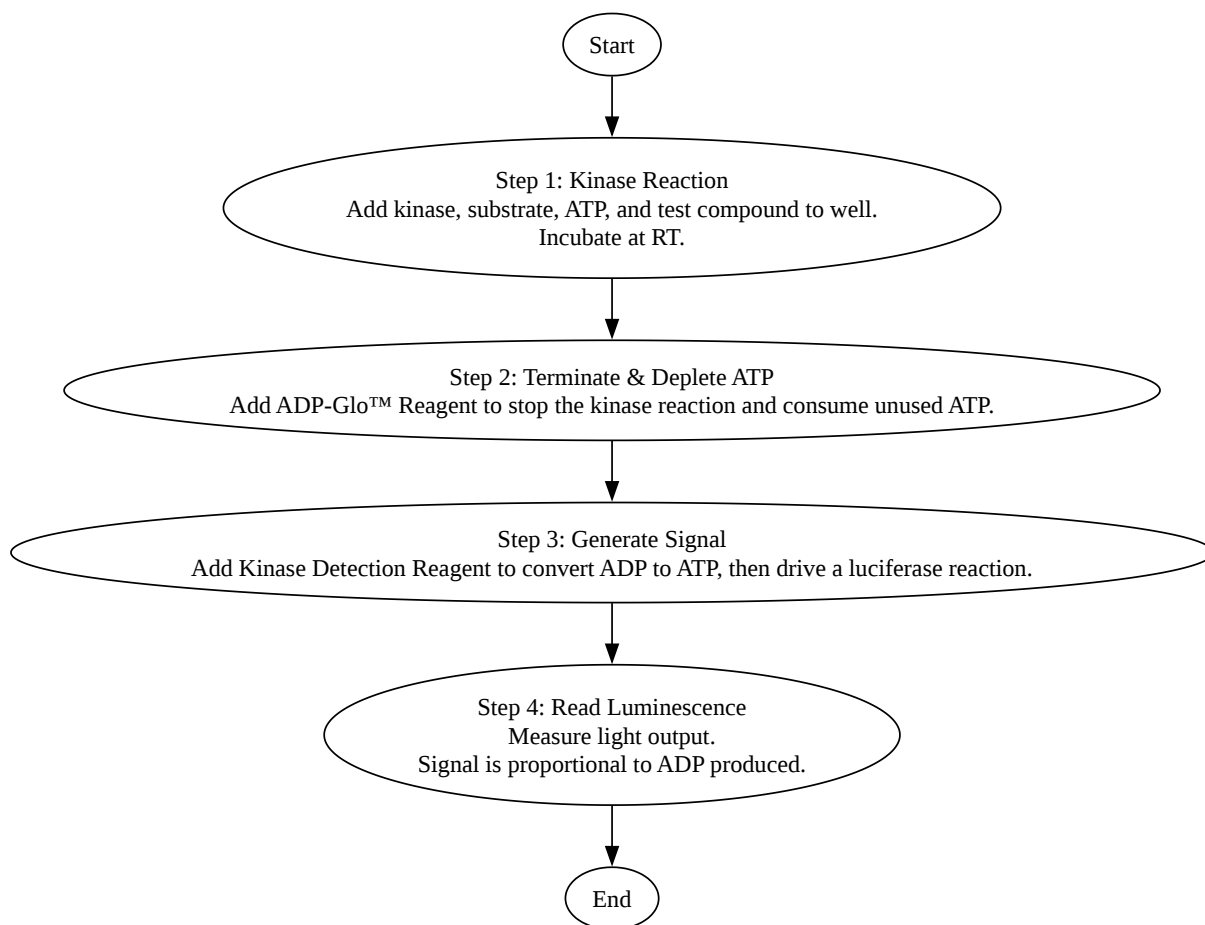 Start
Step 1: Kinase Reaction
Add kinase, substrate, ATP, and test compound to well.
Incubate at RT.
Step 2: Terminate & Deplete ATP
Add ADP-Glo™ Reagent to stop the kinase reaction and consume unused ATP.
Step 3: Generate Signal
Add Kinase Detection Reagent to convert ADP to ATP, then drive a luciferase reaction.
Step 4: Read Luminescence
Measure light output.
Signal is proportional to ADP produced.
End